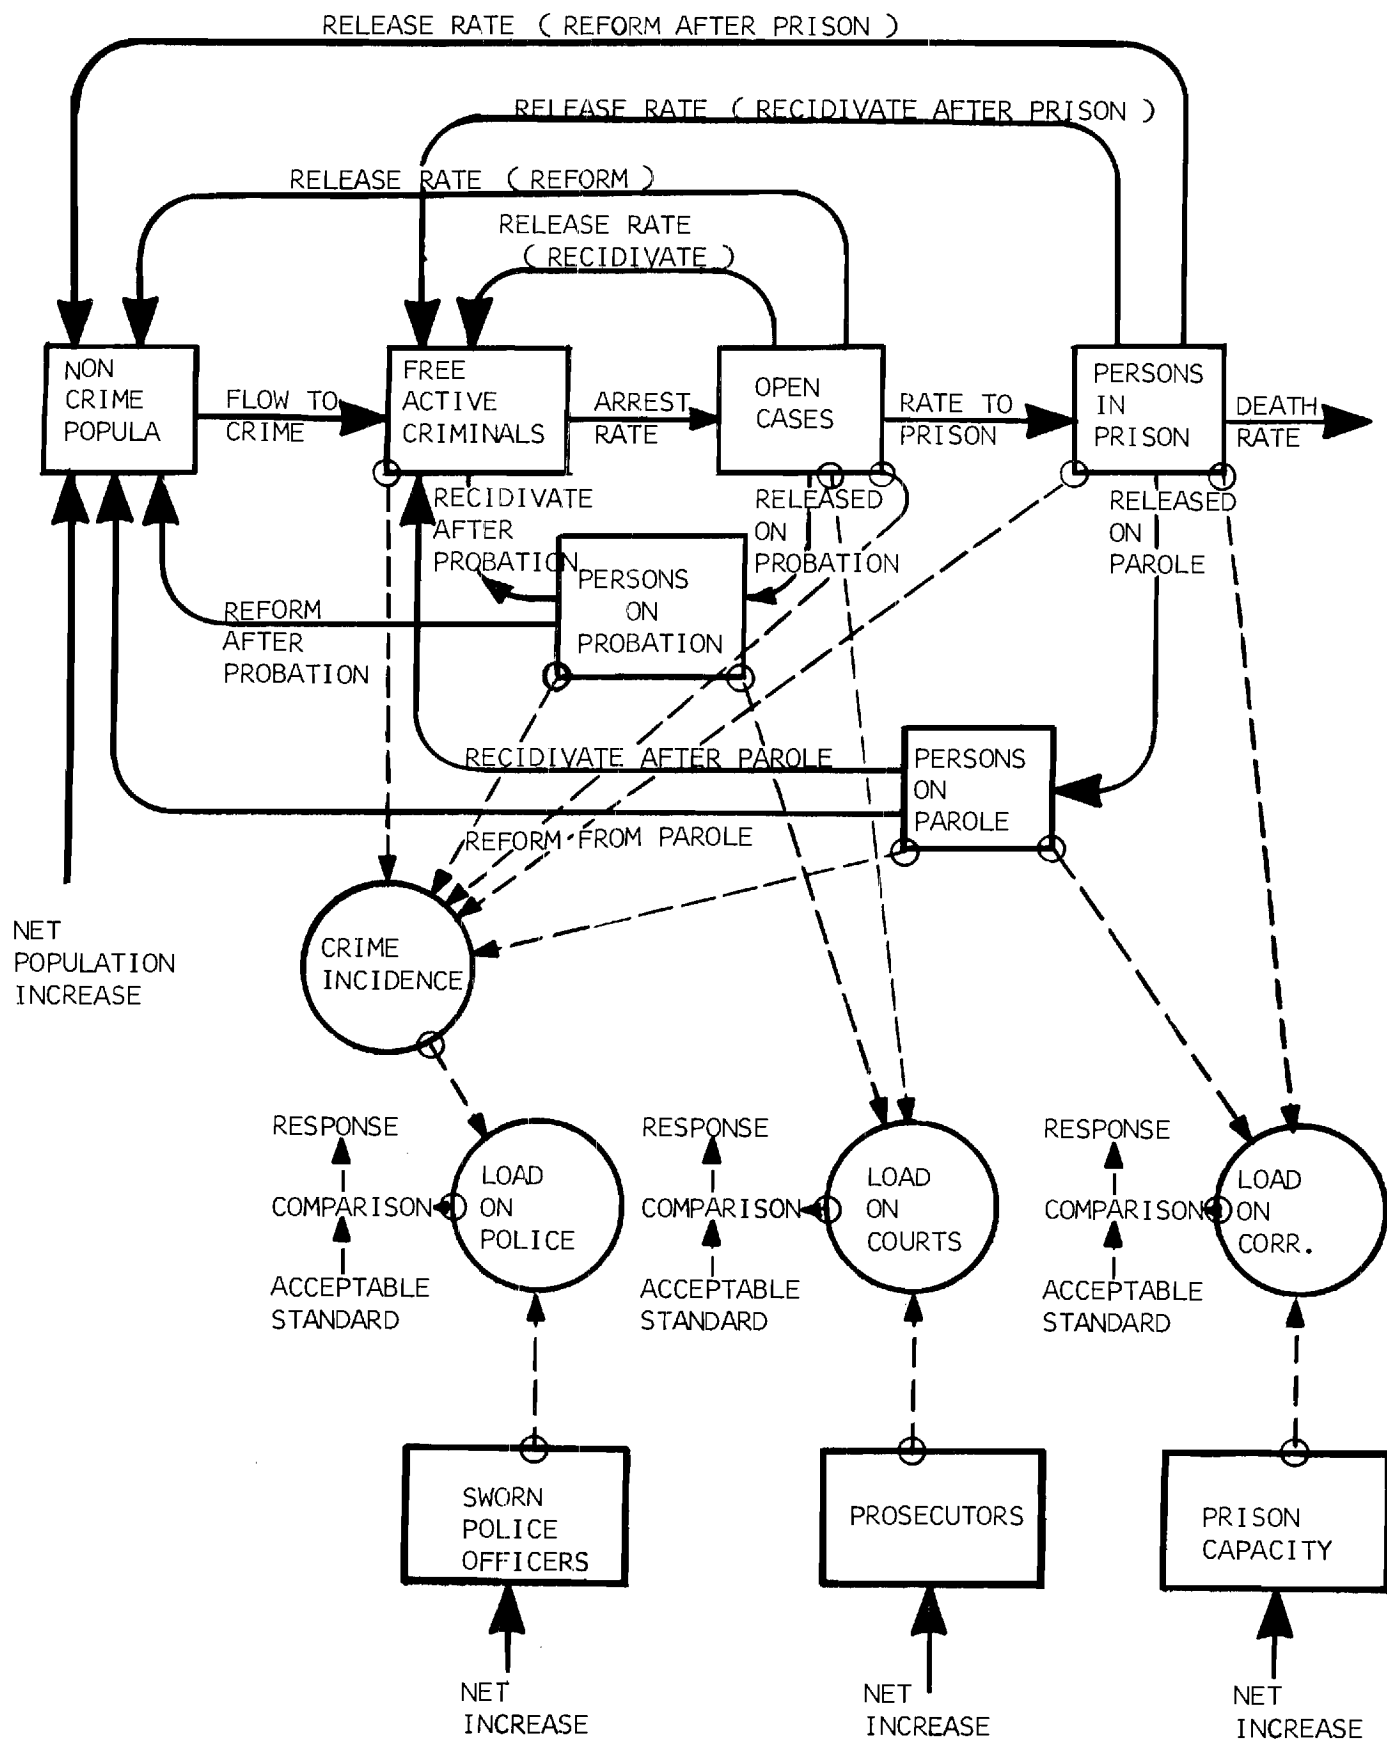 RELEASE RATE ( REFORM AFTER PRISON )
RELEASE RATE ( RECIDIVATE AFTER PRISON )
RELEASE RATE ( REFORM )
RELEASE RATE
( RECIDIVATE )
NON
CRIME
POPULA
FLOW TO
CRIME
FREE
ACTIVE
CRIMINALS
ARREST
RATE
OPEN
CASES
RATE TO
PRISON
PERSONS
IN
PRISON
DEATH
RATE
RECIDIVATE
AFTER
PROBATION
RELEASED
ON
PROBATION
RELEASED
ON
PAROLE
PERSONS
ON
PROBATION
REFORM
AFTER
PROBATION
RECIDIVATE AFTER PAROLE
PERSONS
ON
PAROLE
REFORM FROM PAROLE
NET
POPULATION
INCREASE
CRIME
INCIDENCE
RESPONSE
COMPARISON
ACCEPTABLE
STANDARD
LOAD
ON
POLICE
RESPONSE
COMPARISON
ACCEPTABLE
STANDARD
LOAD
ON
COURTS
RESPONSE
COMPARISON
ACCEPTABLE
STANDARD
LOAD
ON
CORR.
SWORN
POLICE
OFFICERS
PROSECUTORS
PRISON
CAPACITY
NET
INCREASE
NET
INCREASE
NET
INCREASE